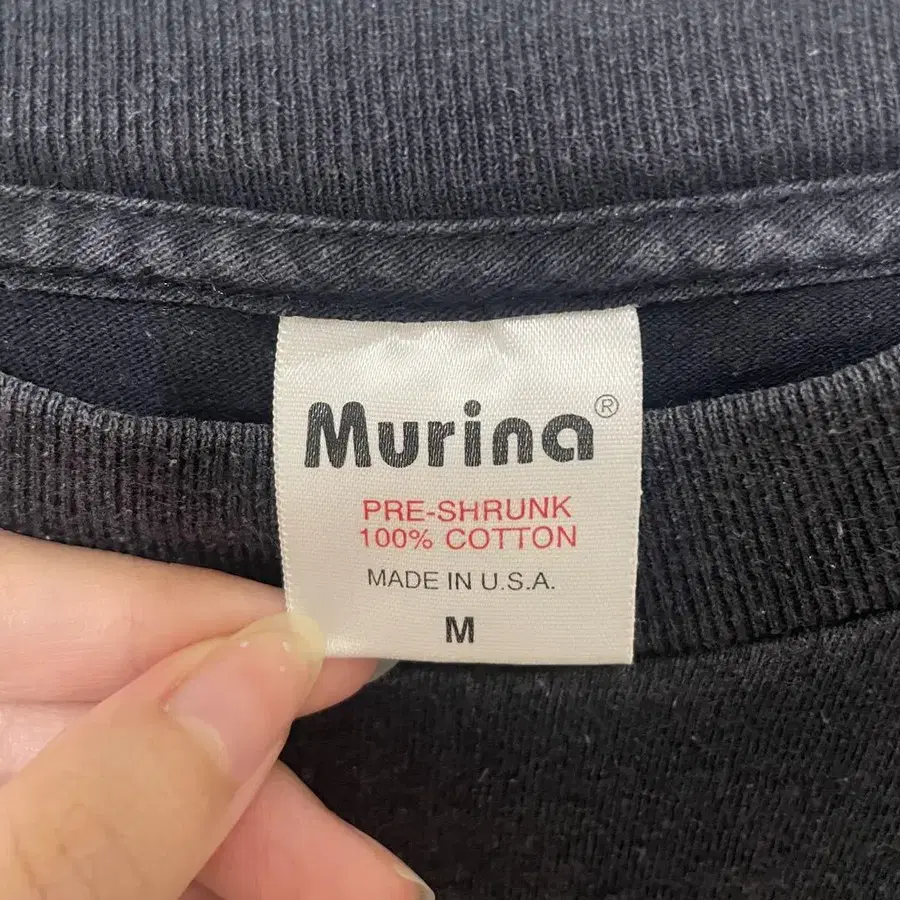 Murina®
PRE-SHRUNK
100% COTTON
MADE IN U.S.A.
M